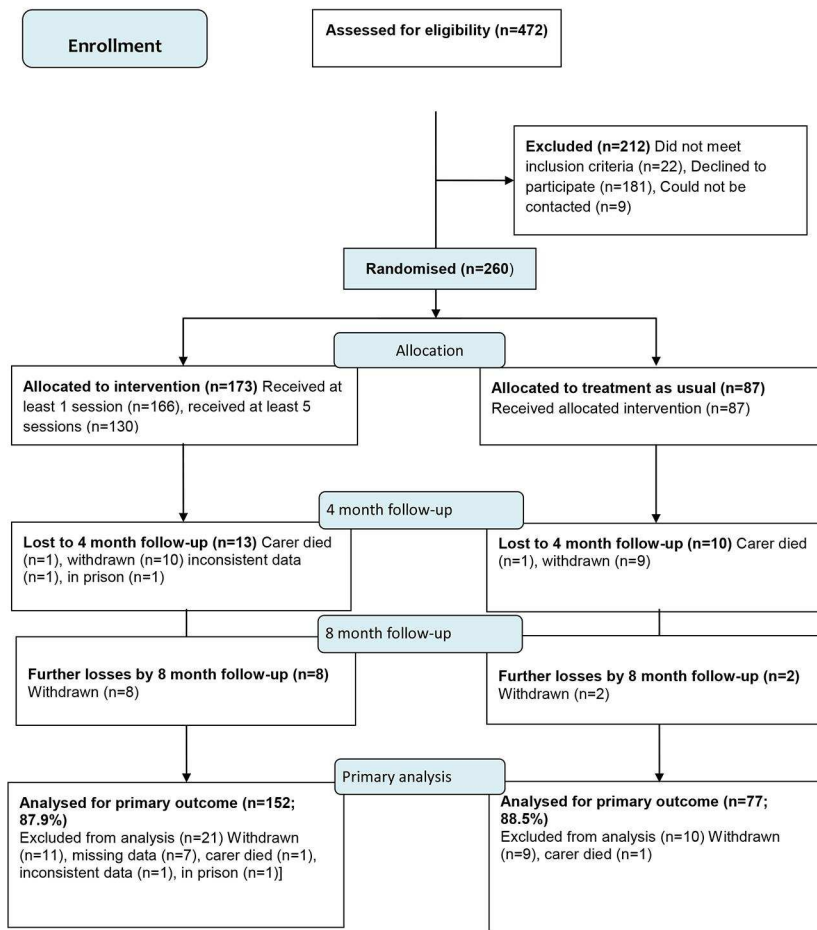 Enrollment
Assessed for eligibility (n=472)
Excluded (n=212) Did not meet
inclusion criteria (n=22), Declined to
participate (n=181), Could not be
contacted (n=9)
Randomised (n=260)
Allocation
Allocated to intervention (n=173) Received at
least 1 session (n=166), received at least 5
sessions (n=130)
Allocated to treatment as usual (n=87)
Received allocated intervention (n=87)
4 month follow-up
Lost to 4 month follow-up (n=13) Carer died
(n=1), withdrawn (n=10) inconsistent data
(n=1), in prison (n=1)
Lost to 4 month follow-up (n=10) Carer died
(n=1), withdrawn (n=9)
8 month follow-up
Further losses by 8 month follow-up (n=8)
Withdrawn (n=8)
Further losses by 8 month follow-up (n=2)
Withdrawn (n=2)
Primary analysis
Analysed for primary outcome (n=152;
87.9%)
Excluded from analysis (n=21) Withdrawn
(n=11), missing data (n=7), carer died (n=1),
inconsistent data (n=1), in prison (n=1)]
Analysed for primary outcome (n=77;
88.5%)
Excluded from analysis (n=10) Withdrawn
(n=9), carer died (n=1)